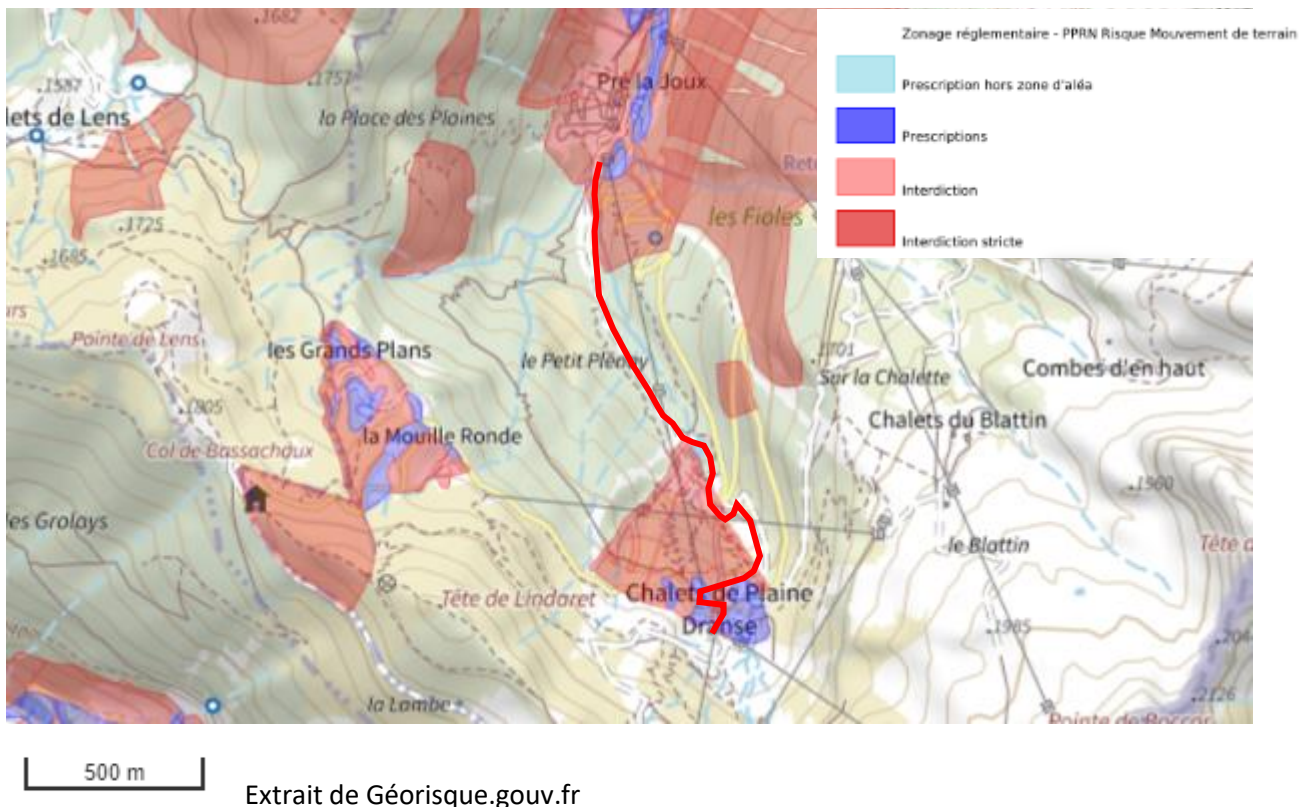 .1682
Zonage réglementaire - PPRN Risque Mouvement de terrain
.1587
.1757
Pré la Joux
Prescription hors zone d'aléa
lets de Lens
la Place des Plaines
Prescriptions
Interdiction
.1725
les Fioles
.1685
Interdiction stricte
Pointe de Lens
les Grands Plans
le Petit Plénay
.1701
Sur la Chalette
Combes d'en haut
.1805
Chalets du Blattin
la Mouille Ronde
Col de Bassachaux
.1960
les Grolays
le Blattin
Tête d
Tête de Lindaret
Chalets de Plaine
Dranse
.1985
.2126
la Lambe
500 m
Extrait de Géorisque.gouv.fr